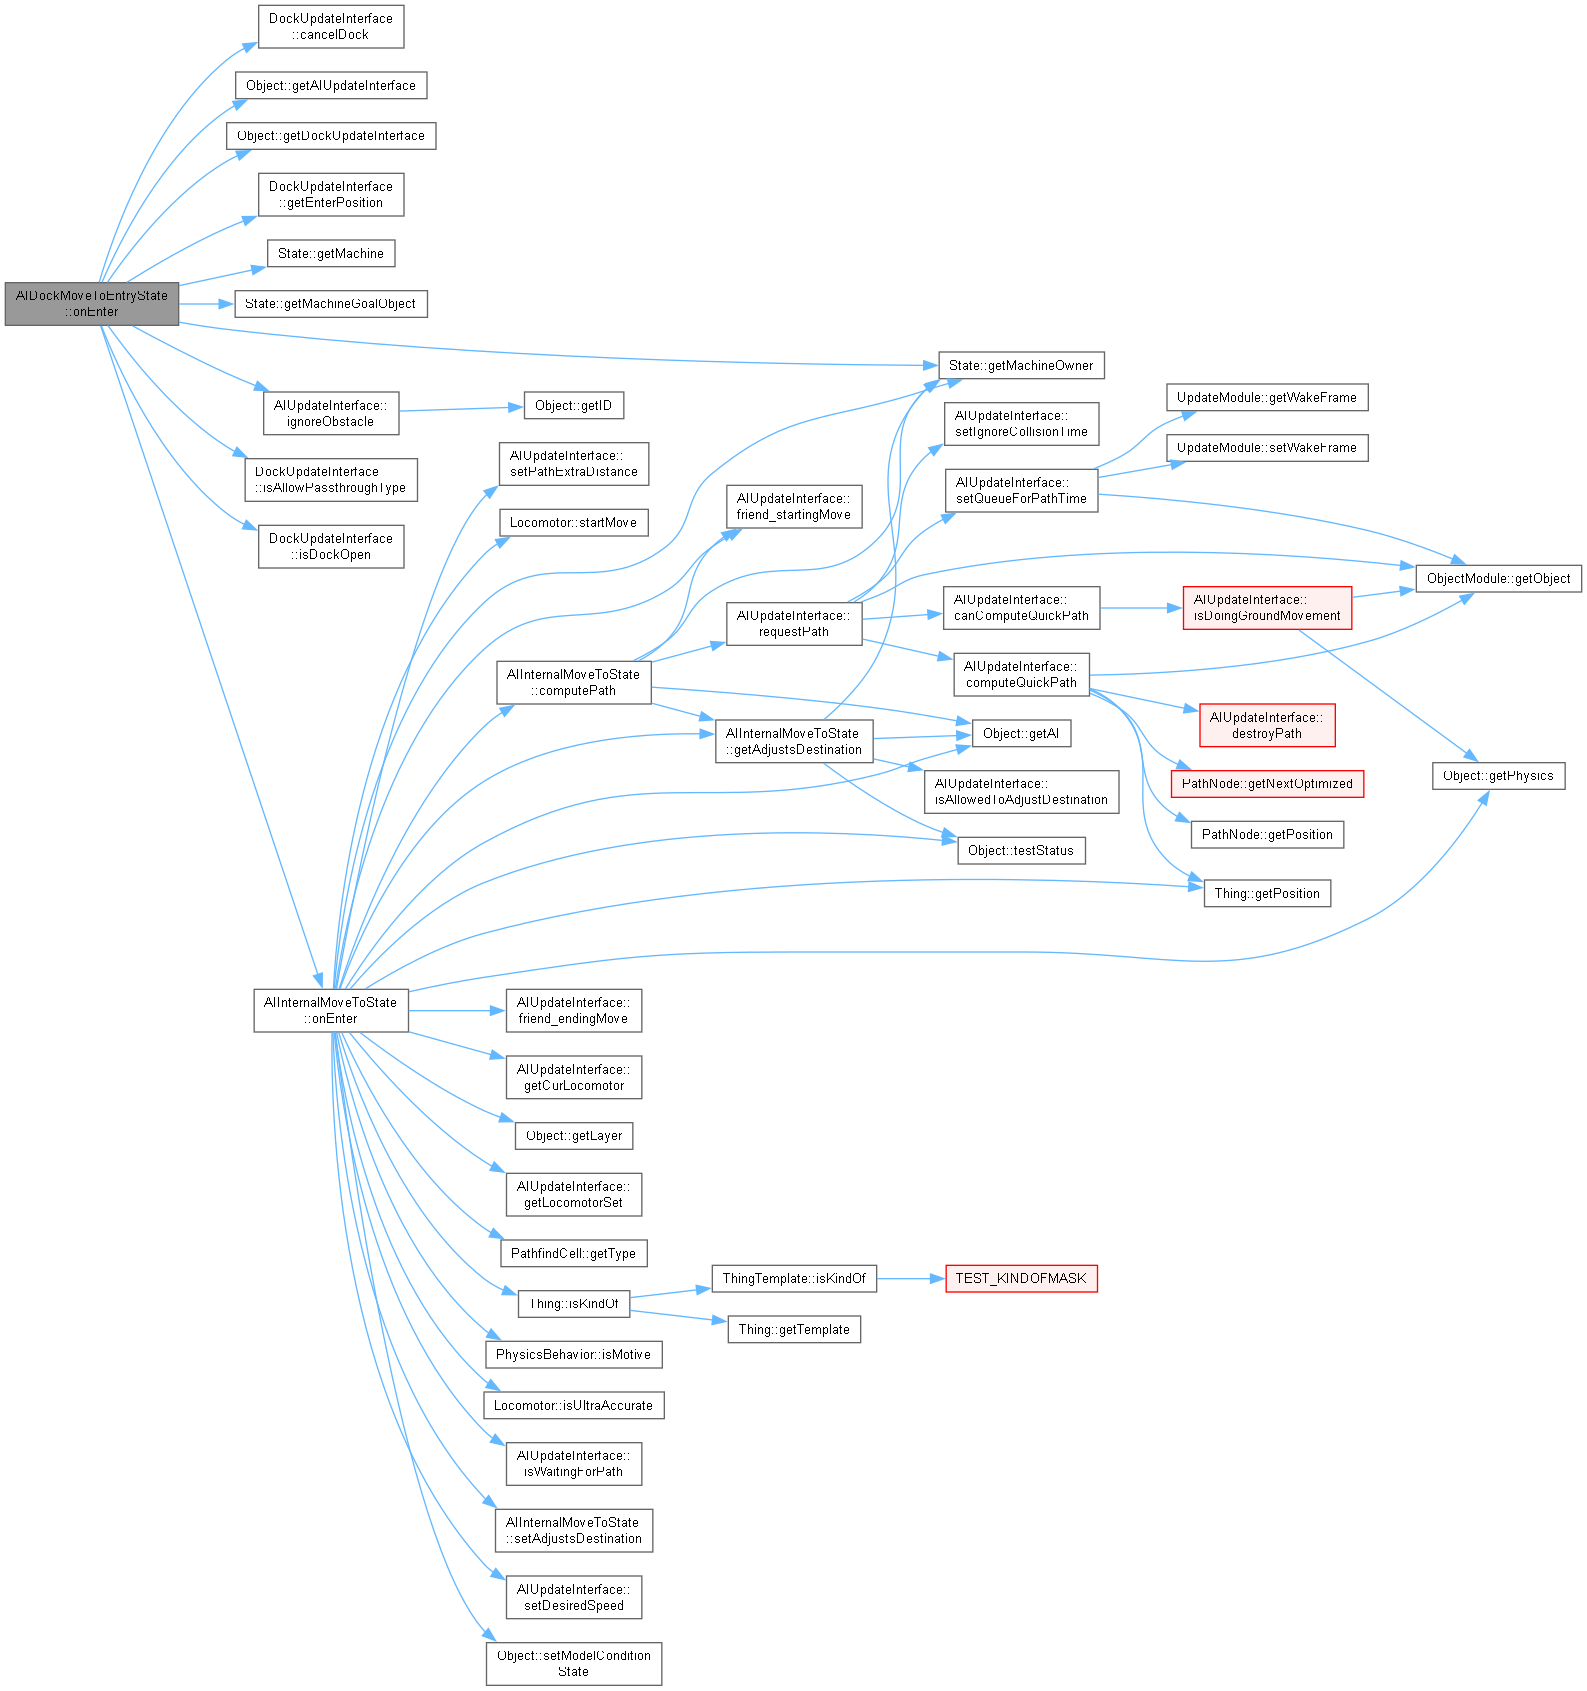 DockUpdateInterface
::cancelDock
Object::getAIUpdateInterface
Object::getDockUpdateInterface
DockUpdateInterface
::getEnterPosition
State::getMachine
AIDockMoveToEntryState
::onEnter
State::getMachineGoalObject
State::getMachineOwner
AIUpdateInterface::
ignoreObstacle
Object::getID
UpdateModule::getWakeFrame
AIUpdateInterface::
setIgnoreCollisionTime
UpdateModule::setWakeFrame
AIUpdateInterface::
setPathExtraDistance
DockUpdateInterface
::isAllowPassthroughType
AIUpdateInterface::
setQueueForPathTime
AIUpdateInterface::
friend_startingMove
Locomotor::startMove
DockUpdateInterface
::isDockOpen
ObjectModule::getObject
AIUpdateInterface::
canComputeQuickPath
AIUpdateInterface::
isDoingGroundMovement
AIUpdateInterface::
requestPath
AIUpdateInterface::
computeQuickPath
AIInternalMoveToState
::computePath
AIUpdateInterface::
destroyPath
AIInternalMoveToState
::getAdjustsDestination
Object::getAI
Object::getPhysics
PathNode::getNextOptimized
AIUpdateInterface::
isAllowedToAdjustDestination
PathNode::getPosition
Object::testStatus
Thing::getPosition
AIInternalMoveToState
::onEnter
AIUpdateInterface::
friend_endingMove
AIUpdateInterface::
getCurLocomotor
Object::getLayer
AIUpdateInterface::
getLocomotorSet
PathfindCell::getType
ThingTemplate::isKindOf
TEST_KINDOFMASK
Thing::isKindOf
Thing::getTemplate
PhysicsBehavior::isMotive
Locomotor::isUltraAccurate
AIUpdateInterface::
isWaitingForPath
AIInternalMoveToState
::setAdjustsDestination
AIUpdateInterface::
setDesiredSpeed
Object::setModelCondition
State